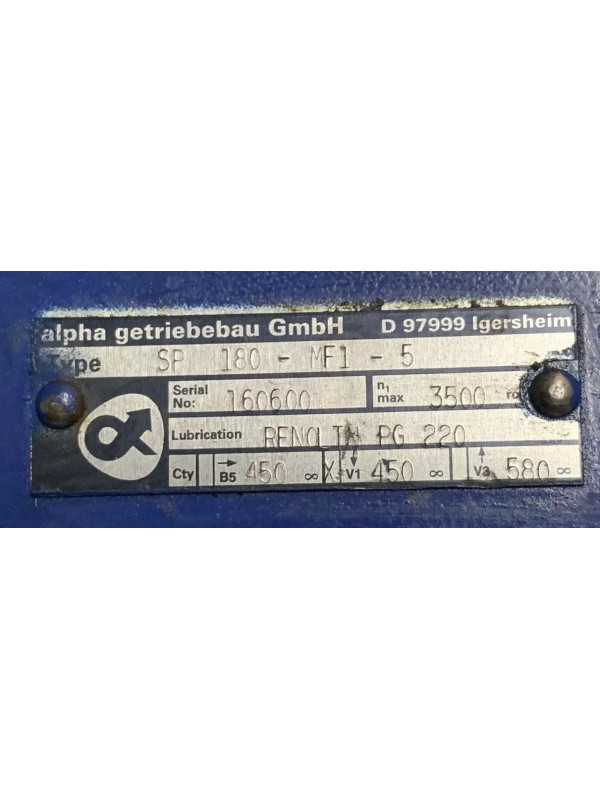 alpha getriebebau GmbH D 97999 Igersheim
Type SP 180 - MF1 - 5
Serial No: 160600 n1 max 3500
Lubrication RENOLIN PG 220
Cty → B5 450 ∞ X ↓ V1 450 ∞ ↑ V3 580 ∞